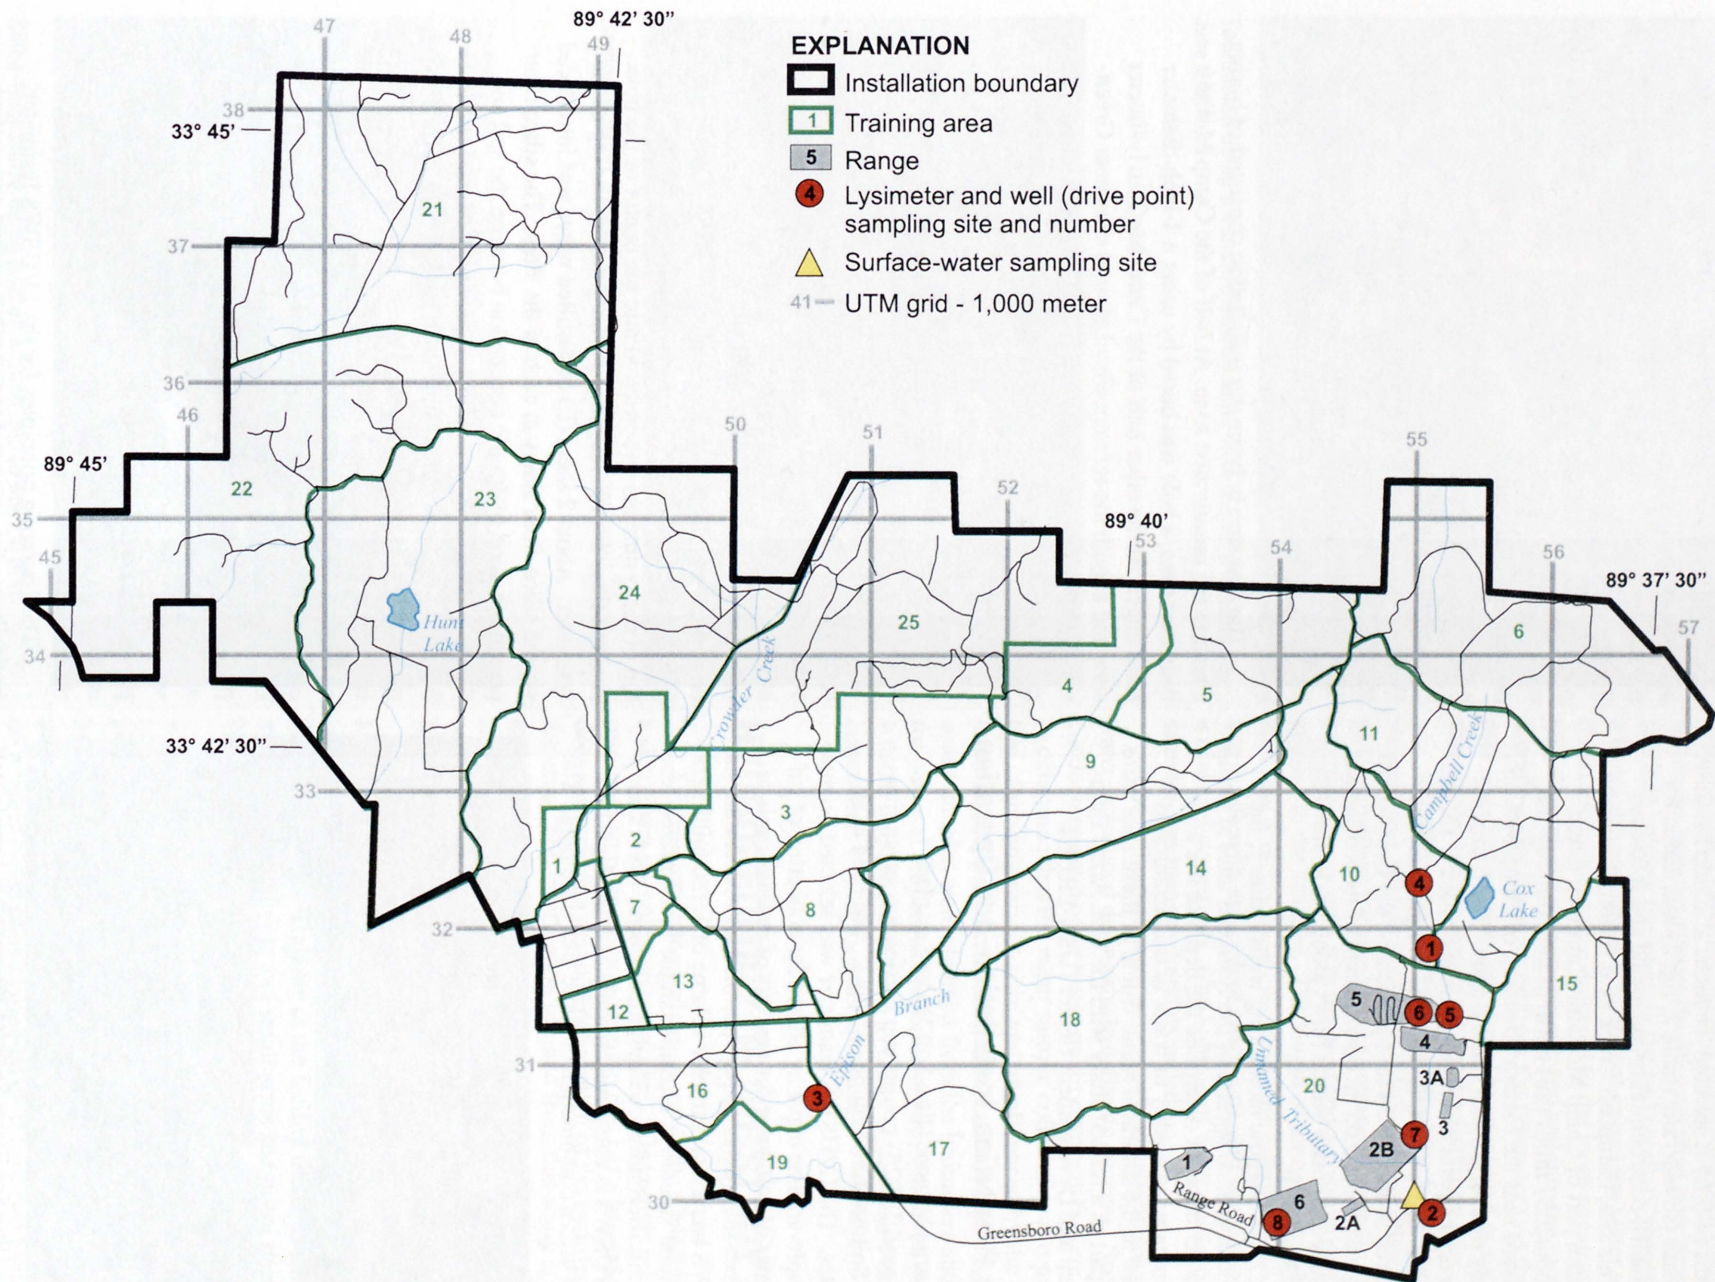 47
48
89° 42’ 30”
49
EXPLANATION
Installation boundary
1 Training area
5 Range
4 Lysimeter and well (drive point)
sampling site and number
Surface-water sampling site
41 UTM grid - 1,000 meter
38
33° 45’
21
37
36
46
50
51
55
89° 45’
22
23
52
89° 40’
53
54
56
35
45
89° 37’ 30”
24
25
6
57
Hunt
Lake
34
4
5
Crowder Creek
11
33° 42’ 30”
9
Campbell Creek
33
3
2
1
14
10
4
Cox
Lake
7
8
32
1
13
15
12
Branch
18
5
6
5
4
Epison
31
16
3
Unnamed Tributary
20
3A
3
7
2B
17
19
1
30
Range Road
6
8
2A
2
Greensboro Road